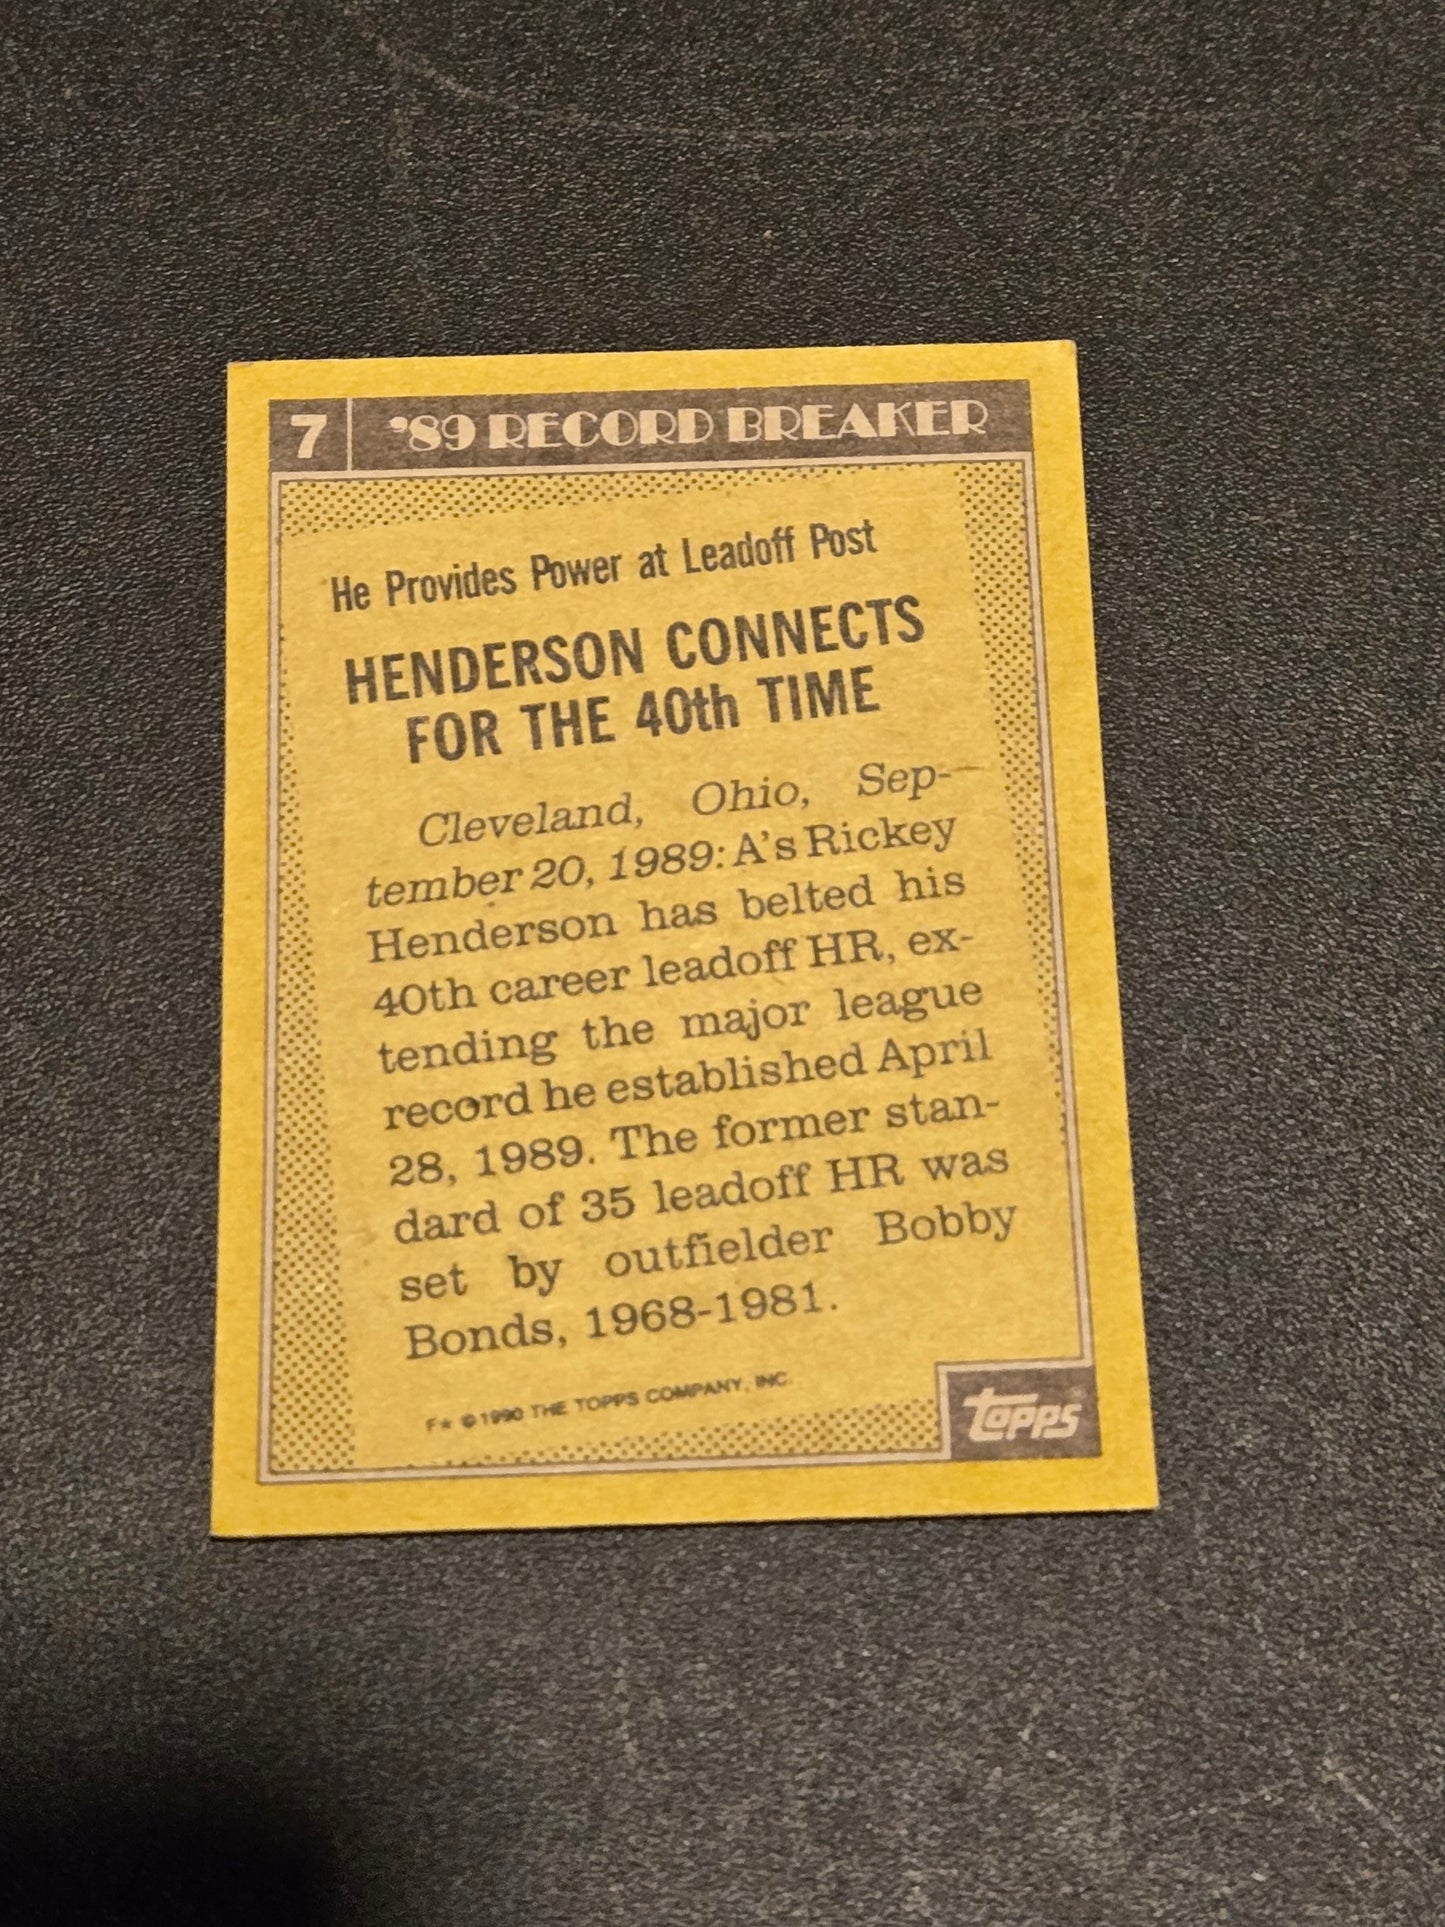 7 '89 RECORD BREAKER
He Provides Power at Leadoff Post
HENDERSON CONNECTS
FOR THE 40th TIME
Cleveland, Ohio, Sep-
tember 20, 1989: A's Rickey
Henderson has belted his
40th career leadoff HR, ex-
tending the major league
record he established April
28, 1989. The former stan-
dard of 35 leadoff HR was
set by outfielder Bobby
Bonds, 1968-1981.
F★ © 1990 THE TOPPS COMPANY, INC.
TOPPS®